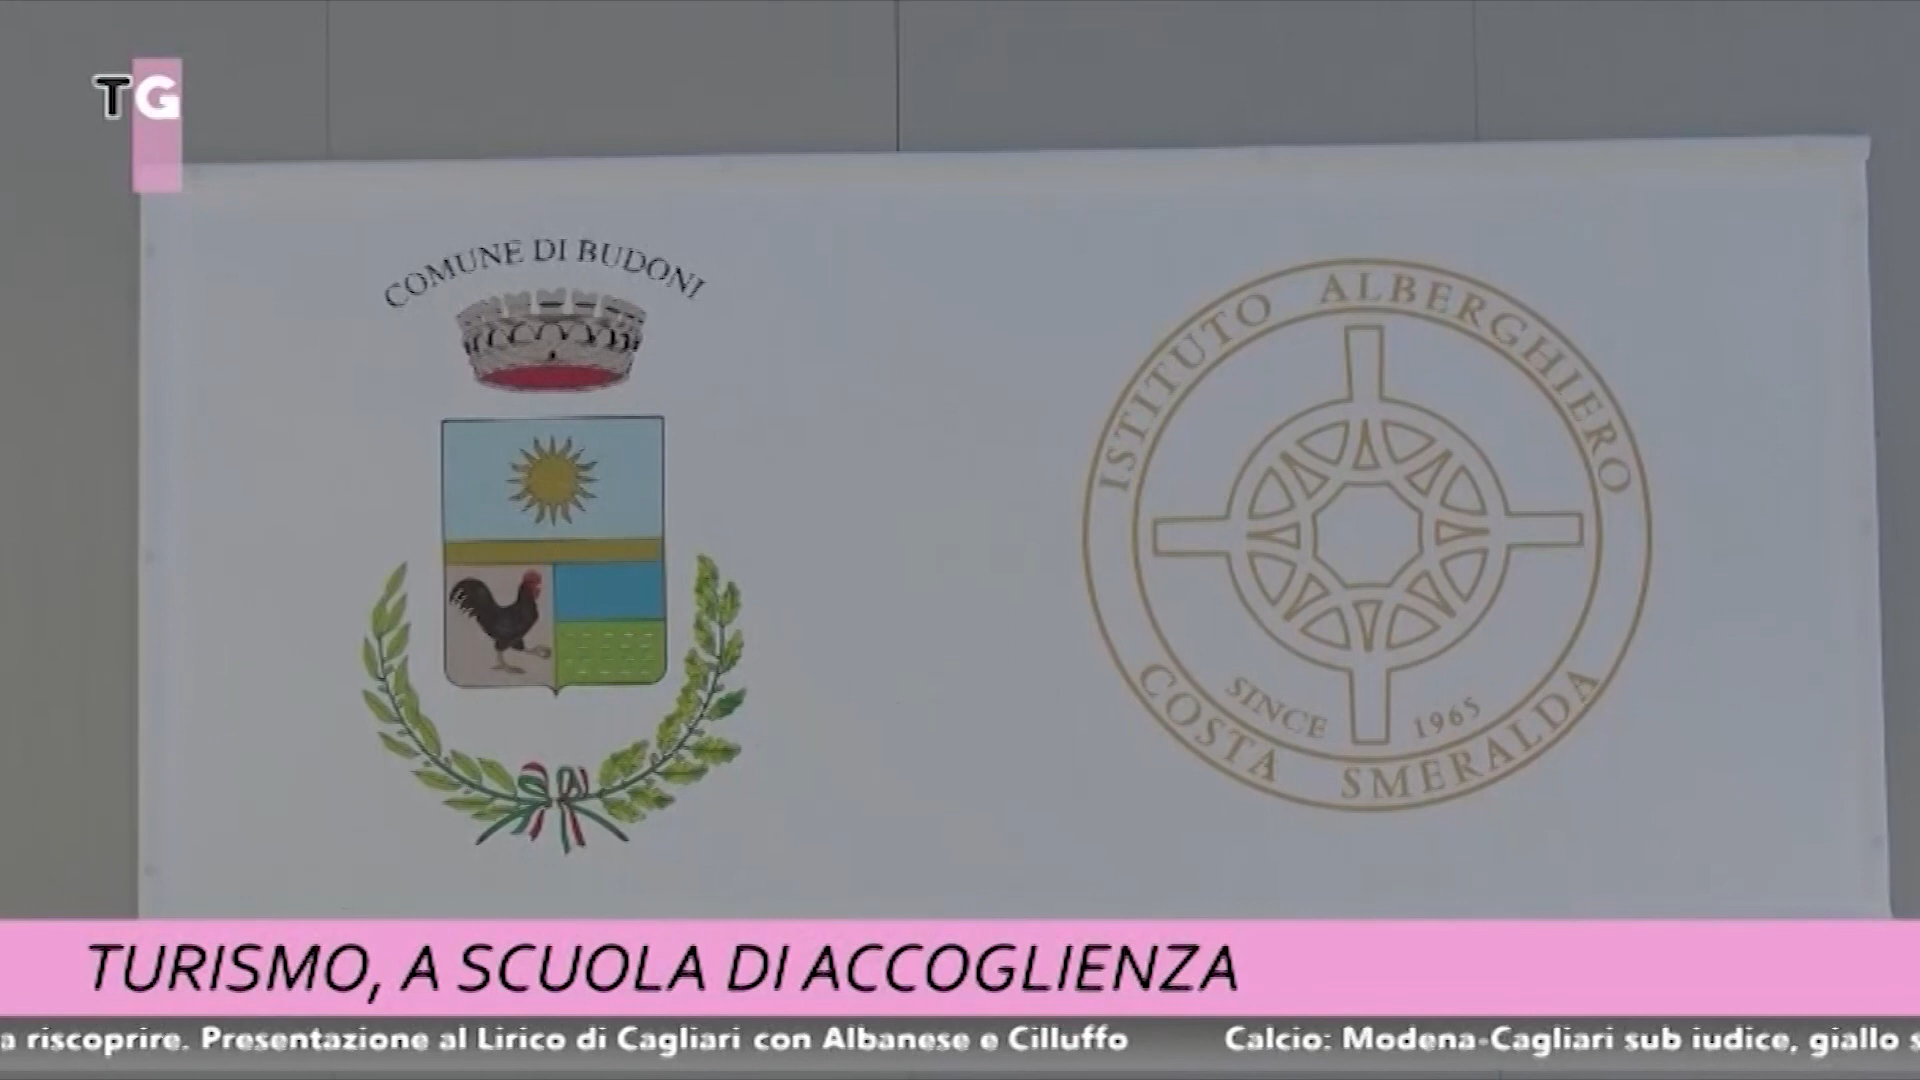 TG
COMUNE DI BUDONI
ISTITUTO ALBERGHIERO
COSTA SMERALDA
SINCE 1965
TURISMO, A SCUOLA DI ACCOGLIENZA
a riscoprire. Presentazione al Lirico di Cagliari con Albanese e Cilluffo Calcio: Modena-Cagliari sub iudice, giallo s